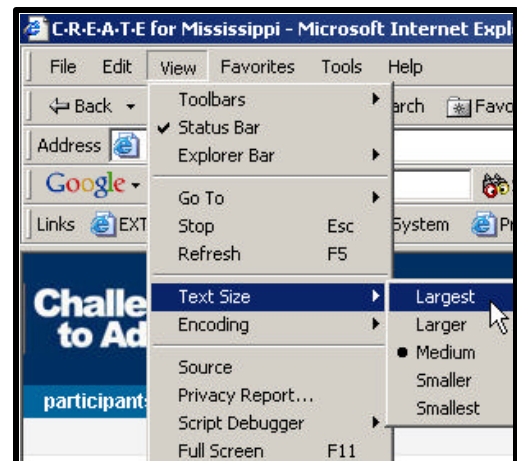 C-R-E-A-T-E for Mississippi - Microsoft Internet Expl
File Edit View Favorites Tools Help
Back Toolbars arch Favo
Status Bar
Address Explorer Bar
Google Go To
Links EXT Stop Esc System Pr
Refresh F5
Challe Text Size Largest
to Ad Encoding Larger
Medium
Source Smaller
participant Privacy Report... Smallest
Script Debugger
Full Screen F11